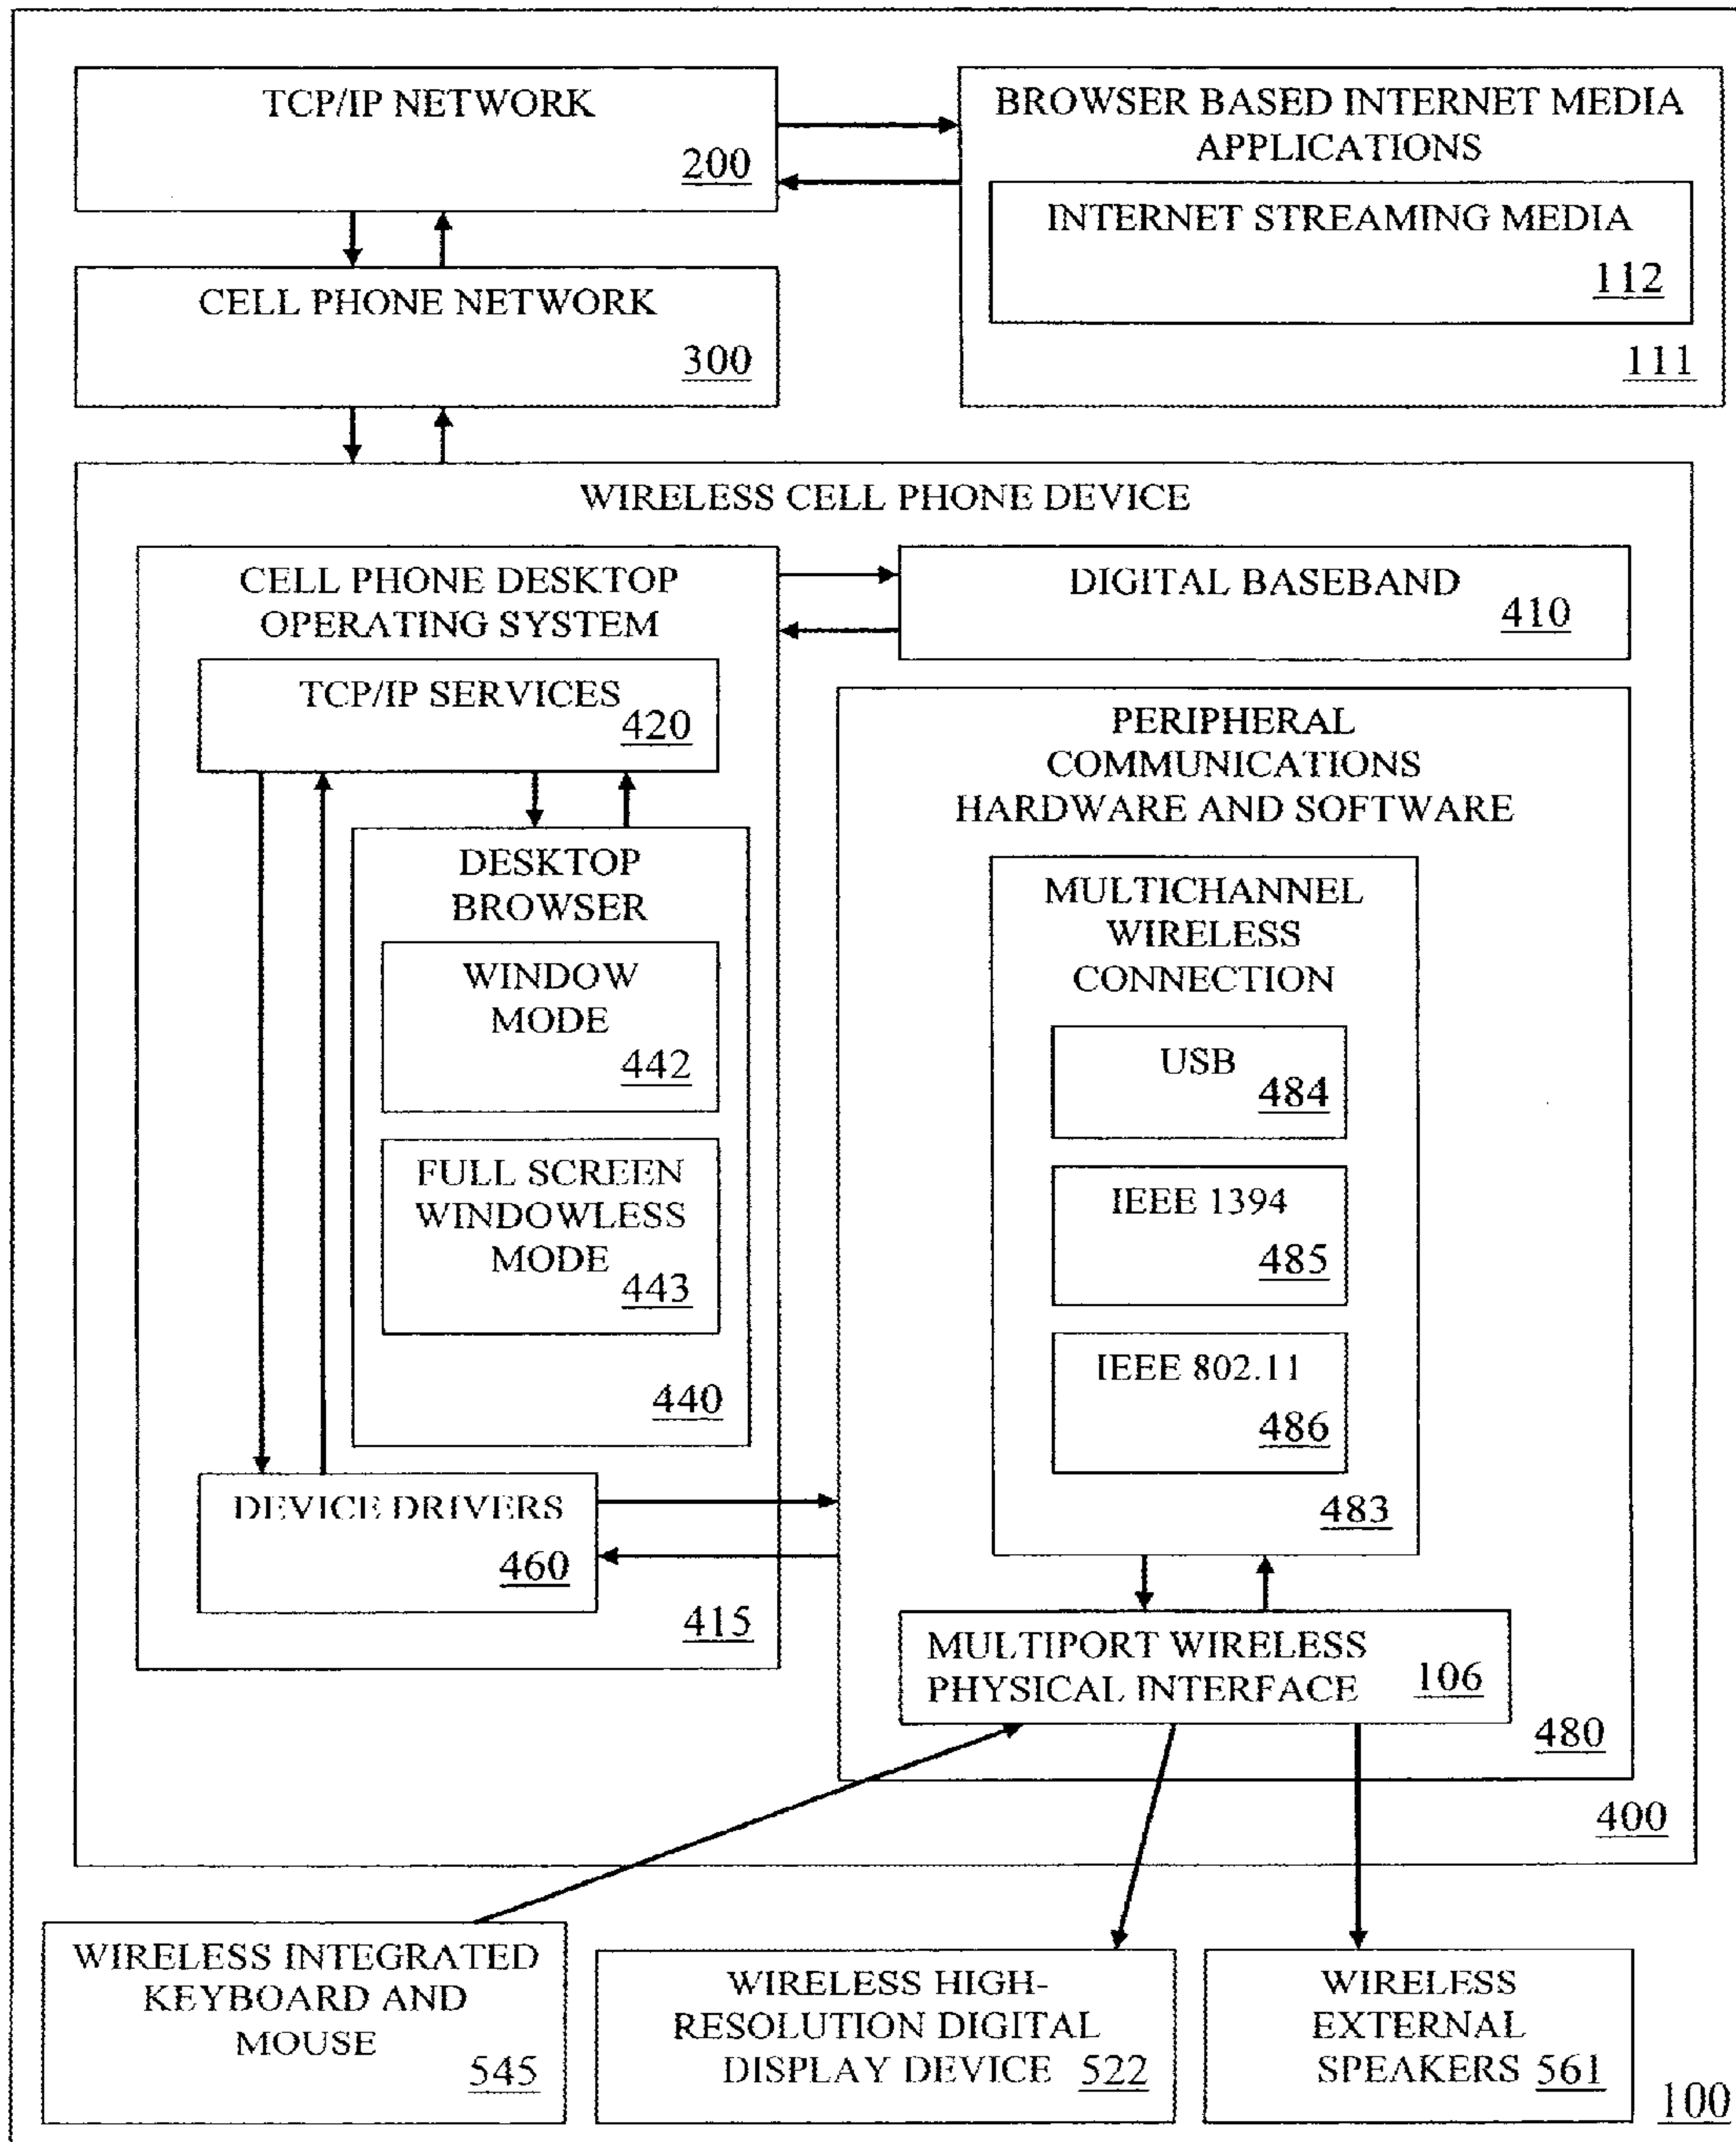 TCP/IP NETWORK
200
BROWSER BASED INTERNET MEDIA
APPLICATIONS
INTERNET STREAMING MEDIA
112
111
CELL PHONE NETWORK
300
WIRELESS CELL PHONE DEVICE
CELL PHONE DESKTOP
OPERATING SYSTEM
DIGITAL BASEBAND
410
TCP/IP SERVICES
420
DESKTOP
BROWSER
WINDOW
MODE
442
FULL SCREEN
WINDOWLESS
MODE
443
440
DEVICE DRIVERS
460
415
PERIPHERAL
COMMUNICATIONS
HARDWARE AND SOFTWARE
MULTICHANNEL
WIRELESS
CONNECTION
USB
484
IEEE 1394
485
IEEE 802.11
486
483
MULTIPORT WIRELESS
PHYSICAL INTERFACE
106
480
400
WIRELESS INTEGRATED
KEYBOARD AND
MOUSE
545
WIRELESS HIGH-
RESOLUTION DIGITAL
DISPLAY DEVICE
522
WIRELESS
EXTERNAL
SPEAKERS
561
100